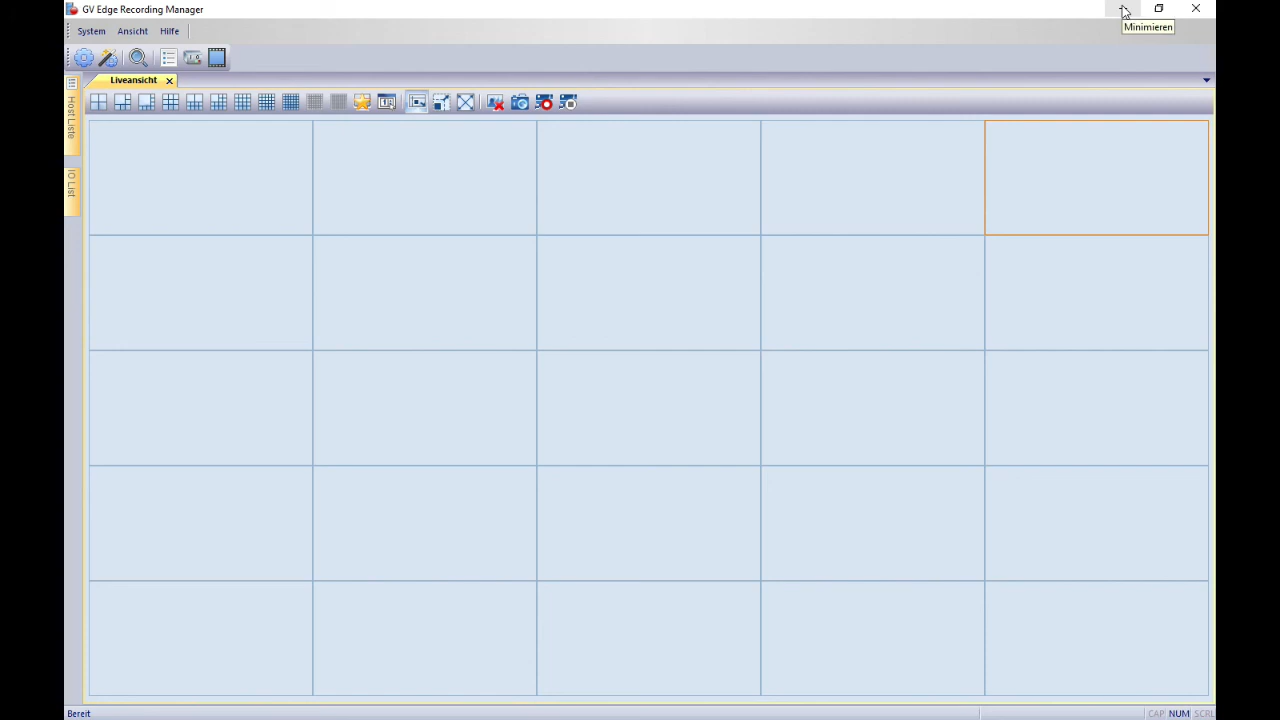 GV Edge Recording Manager
Minimieren
System Ansicht Hilfe
Liveansicht
Host Liste
IO List
Bereit
CAP NUM SCRL